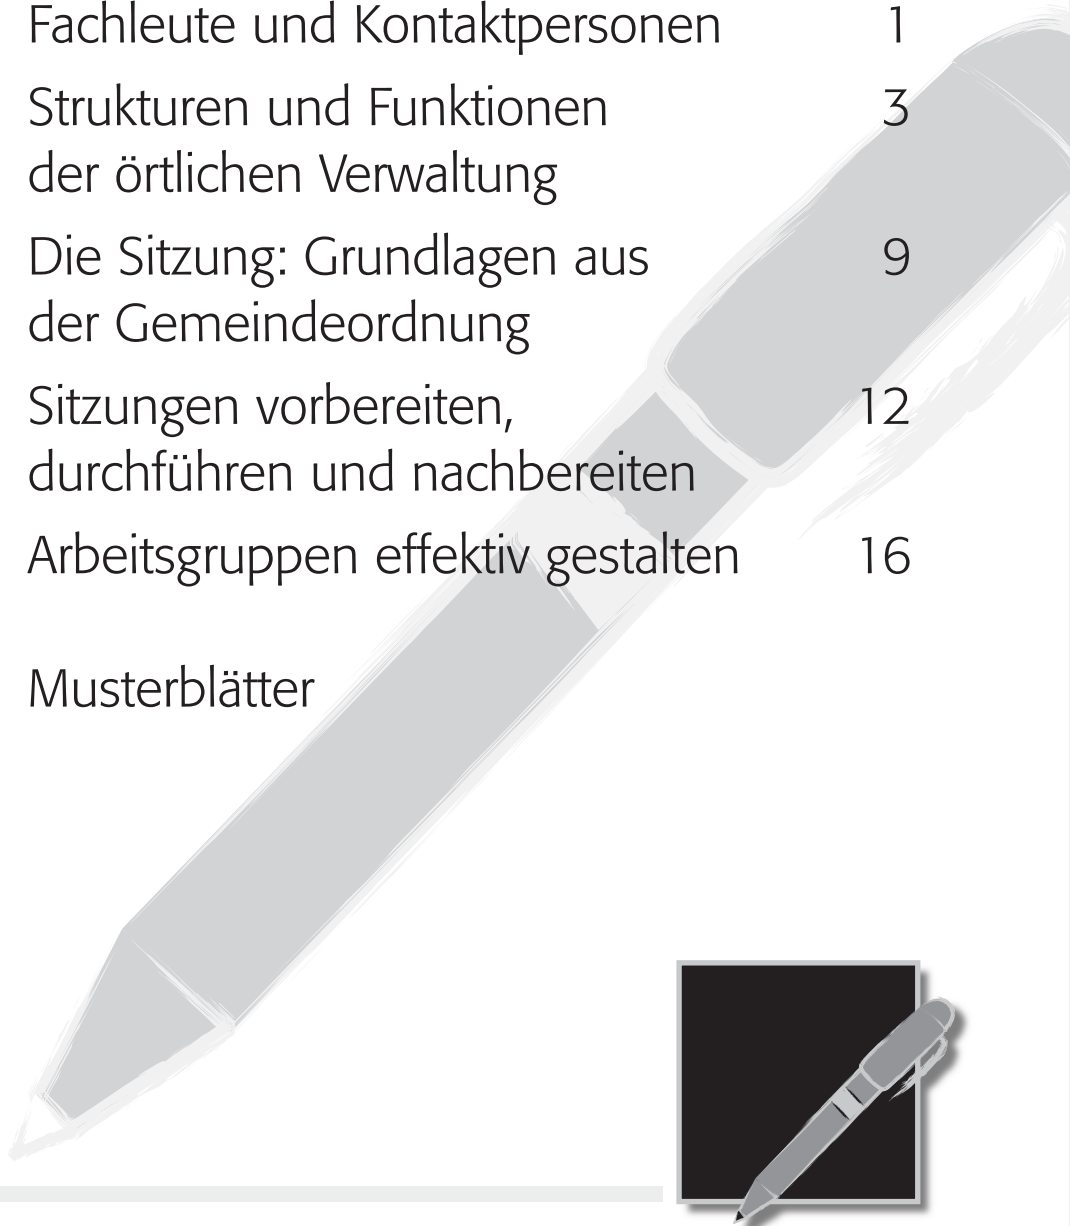 Fachleute und Kontaktpersonen 1
Strukturen und Funktionen 3
der örtlichen Verwaltung
Die Sitzung: Grundlagen aus 9
der Gemeindeordnung
Sitzungen vorbereiten, 12
durchführen und nachbereiten
Arbeitsgruppen effektiv gestalten 16
Musterblätter